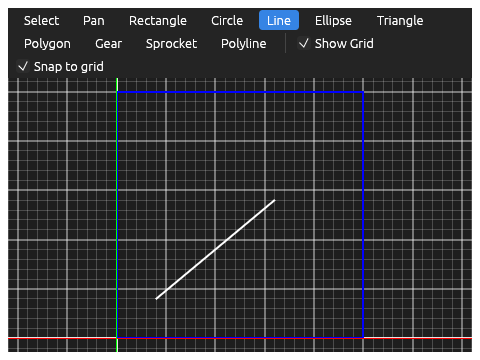 Select Pan Rectangle Circle Line Ellipse Triangle
Polygon Gear Sprocket Polyline Show Grid
Snap to grid